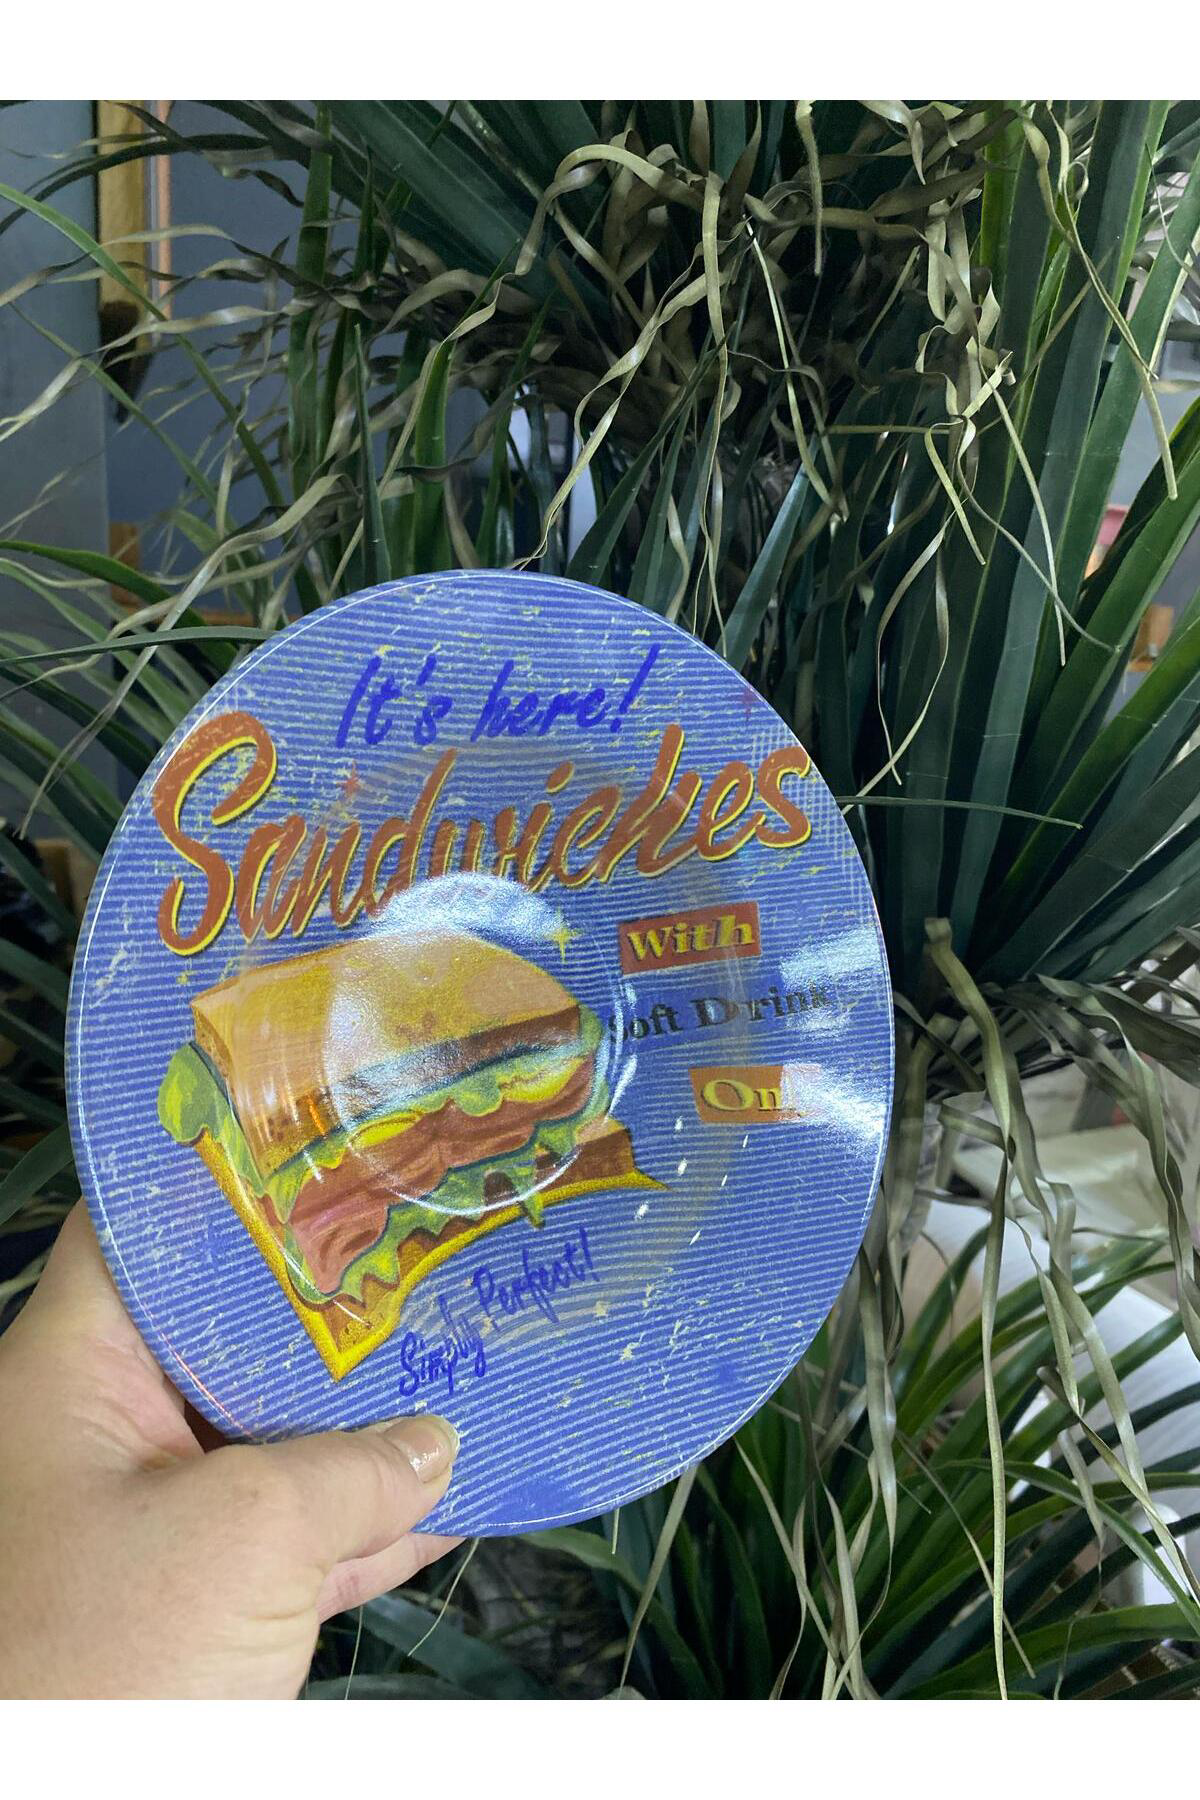 It's here!
Sandwiches
With
Soft Drink
Simply Perfect!